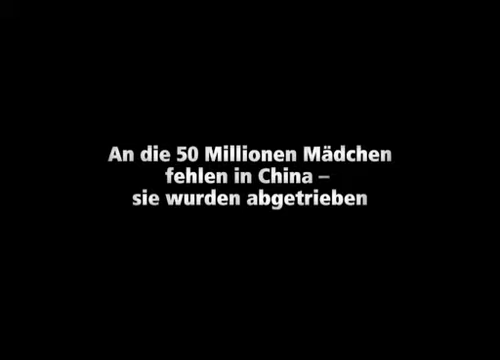 An die 50 Millionen Mädchen
fehlen in China –
sie wurden abgetrieben